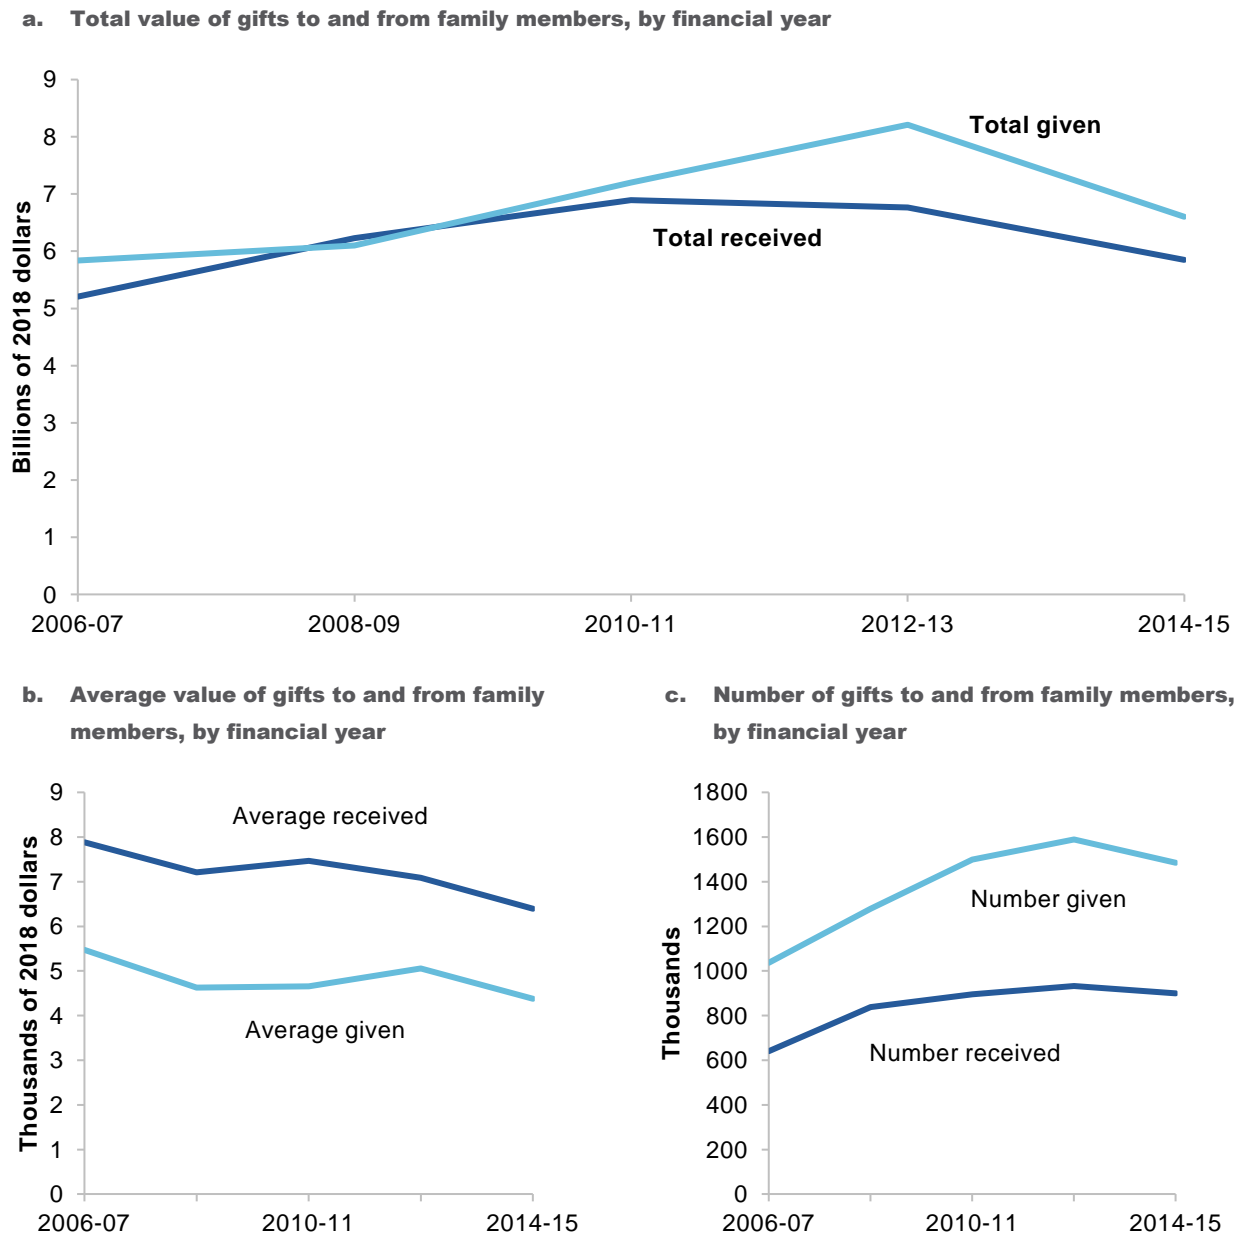 a. Total value of gifts to and from family members, by financial year
9
8
7
6
5
4
3
2
1
0
Billions of 2018 dollars
Total given
Total received
2006-07 2008-09 2010-11 2012-13 2014-15
b. Average value of gifts to and from family
members, by financial year
9
8
7
6
5
4
3
2
1
0
Thousands of 2018 dollars
Average received
Average given
2006-07 2010-11 2014-15
c. Number of gifts to and from family members,
by financial year
1800
1600
1400
1200
1000
800
600
400
200
0
Thousands
Number given
Number received
2006-07 2010-11 2014-15